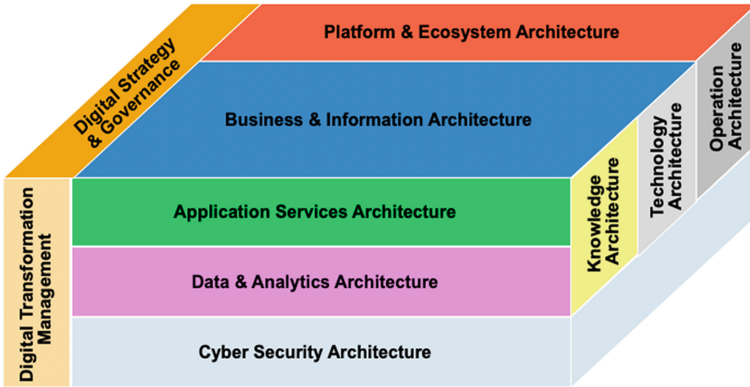 Platform & Ecosystem Architecture
Digital Strategy
& Governance
Business & Information Architecture
Operation
Architecture
Technology
Architecture
Knowledge
Architecture
Application Services Architecture
Data & Analytics Architecture
Cyber Security Architecture
Digital Transformation
Management